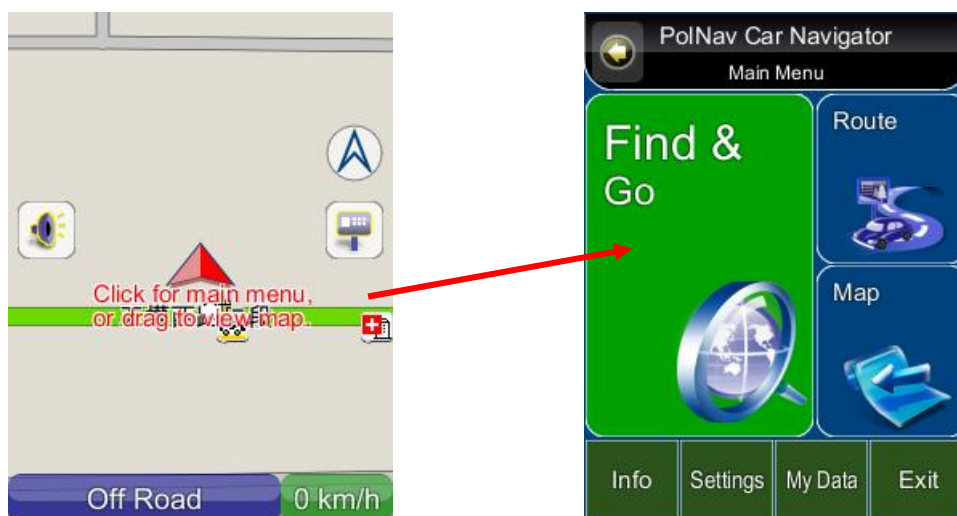 Click for main menu,
or drag to view map.
Off Road
0 km/h
PolNav Car Navigator
Main Menu
Find &
Go
Route
Map
Info
Settings
My Data
Exit